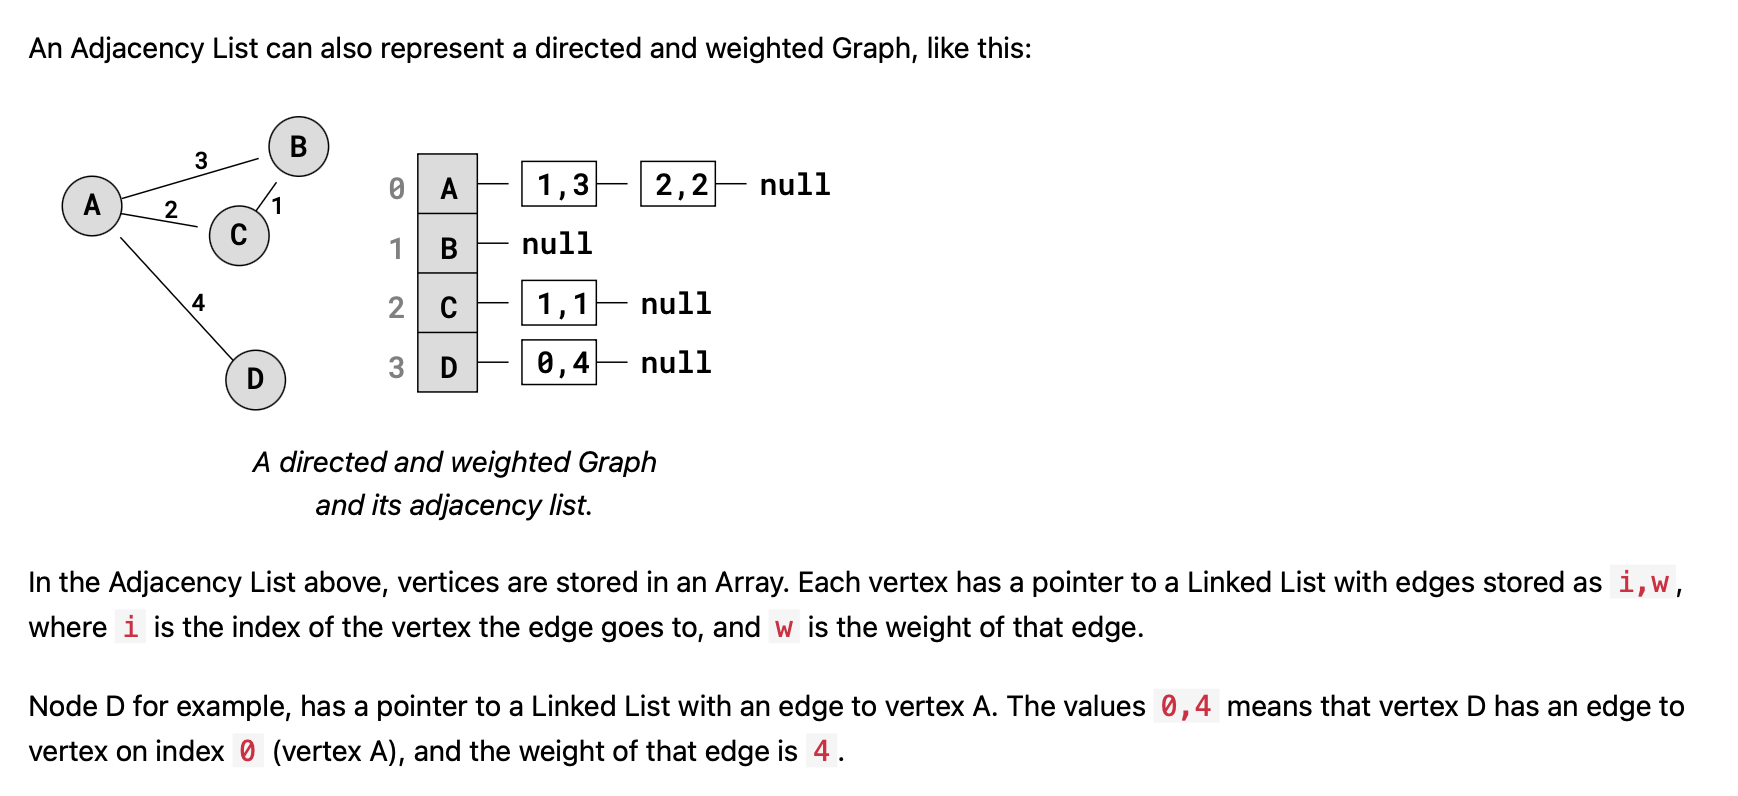 An Adjacency List can also represent a directed and weighted Graph, like this:
B
3
A
2
1
C
4
D
0 A 1,3 2,2 null
1 B null
2 C 1,1 null
3 D 0,4 null
A directed and weighted Graph
and its adjacency list.
In the Adjacency List above, vertices are stored in an Array. Each vertex has a pointer to a Linked List with edges stored as i,w,
where i is the index of the vertex the edge goes to, and w is the weight of that edge.
Node D for example, has a pointer to a Linked List with an edge to vertex A. The values 0,4 means that vertex D has an edge to
vertex on index 0 (vertex A), and the weight of that edge is 4.